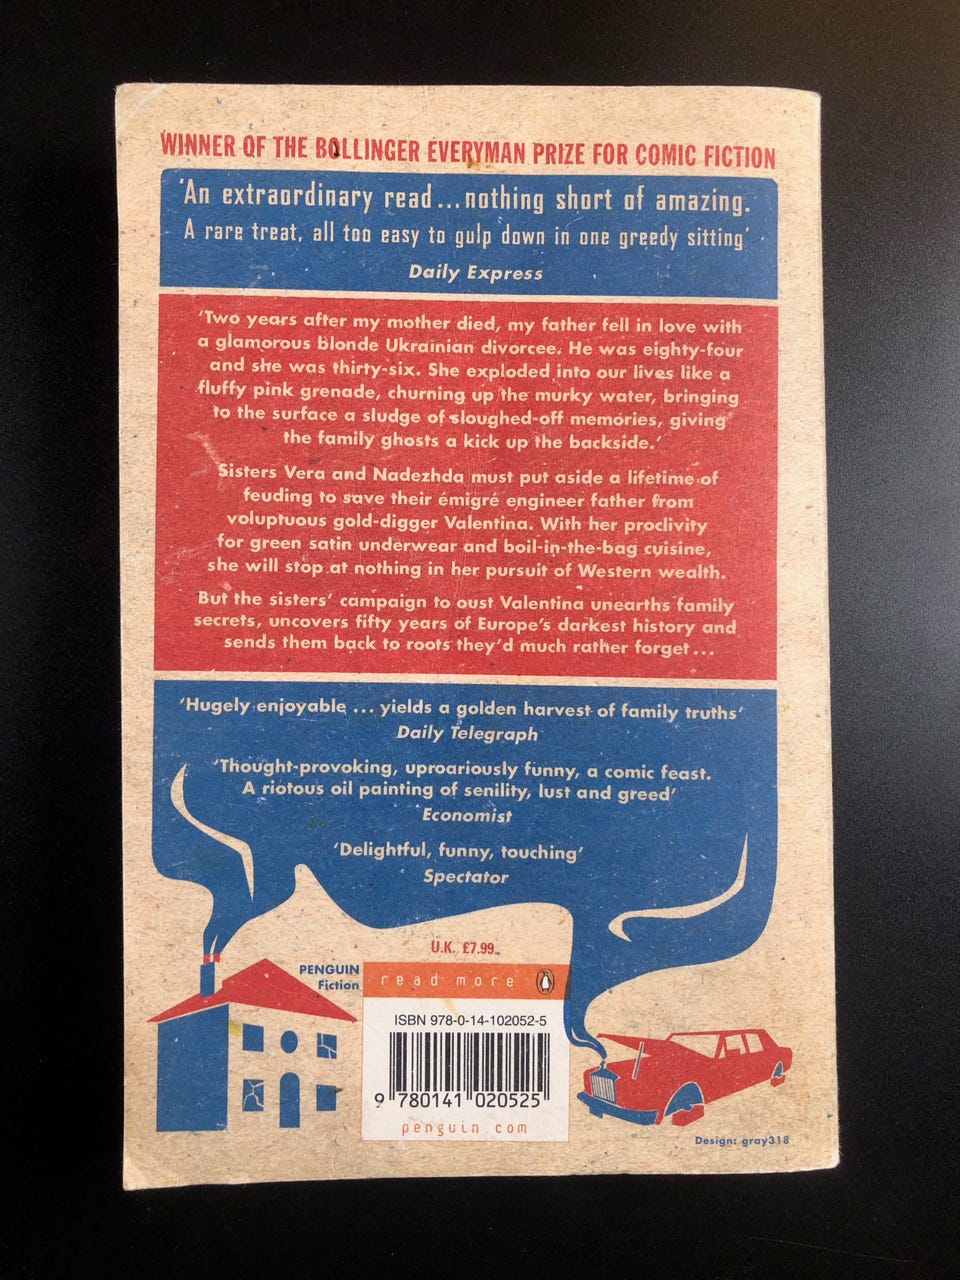 WINNER OF THE BOLLINGER EVERYMAN PRIZE FOR COMIC FICTION
'An extraordinary read ... nothing short of amazing.
A rare treat, all too easy to gulp down in one greedy sitting'
Daily Express
'Two years after my mother died, my father fell in love with
a glamorous blonde Ukrainian divorcee. He was eighty-four
and she was thirty-six. She exploded into our lives like a
fluffy pink grenade, churning up the murky water, bringing
to the surface a sludge of sloughed-off memories, giving
the family ghosts a kick up the backside.'
Sisters Vera and Nadezhda must put aside a lifetime of
feuding to save their émigré engineer father from
voluptuous gold-digger Valentina. With her proclivity
for green satin underwear and boil-in-the-bag cuisine,
she will stop at nothing in her pursuit of Western wealth.
But the sisters' campaign to oust Valentina unearths family
secrets, uncovers fifty years of Europe's darkest history and
sends them back to roots they'd much rather forget ...
'Hugely enjoyable ... yields a golden harvest of family truths'
Daily Telegraph
'Thought-provoking, uproariously funny, a comic feast.
A riotous oil painting of senility, lust and greed'
Economist
'Delightful, funny, touching'
Spectator
U.K. £7.99
PENGUIN
Fiction
read more
ISBN 978-0-14-102052-5
9 780141 020525
penguin.com
Design: gray318